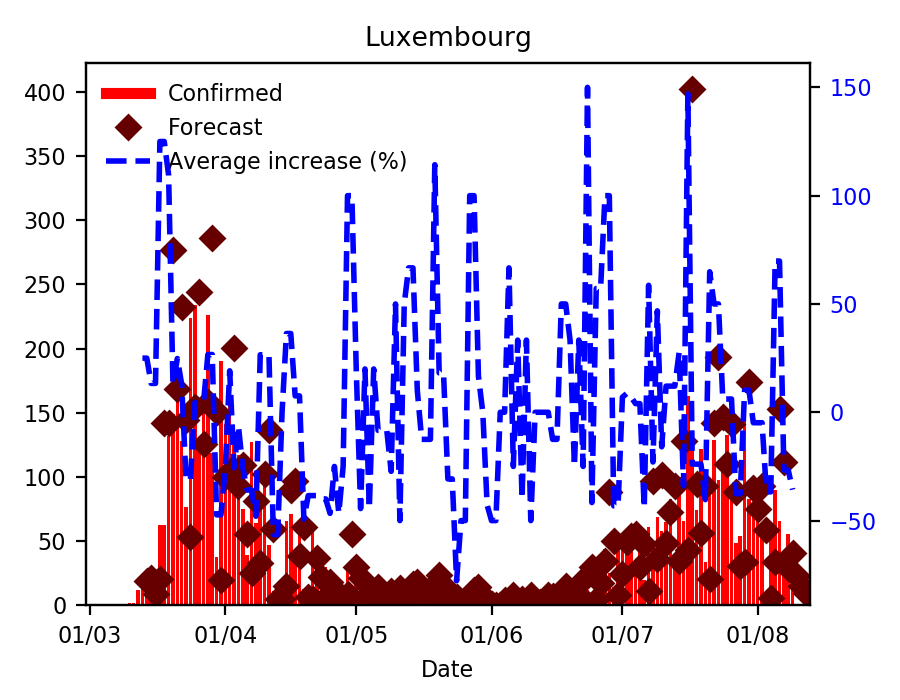 Luxembourg
Confirmed
Forecast
Average increase (%)
400
350
300
250
200
150
100
50
0
150
100
50
0
−50
01/03 01/04 01/05 01/06 01/07 01/08
Date